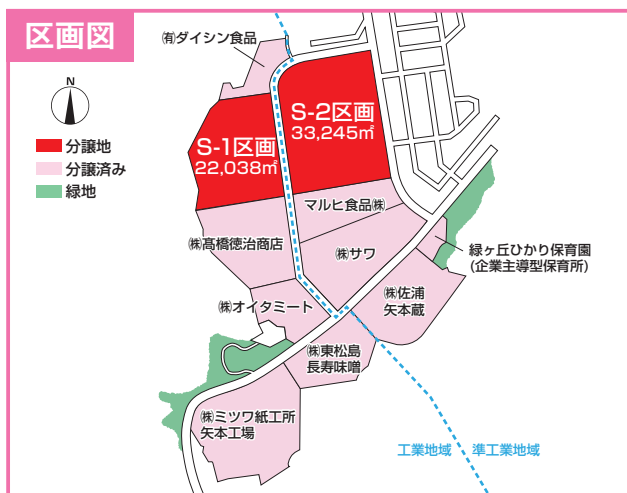 区画図
N
分譲地
分譲済み
緑地
㈲ダイシン食品
S-2区画
33,245㎡
S-1区画
22,038㎡
マルヒ食品㈱
㈱髙橋徳治商店
㈱サワ
緑ヶ丘ひかり保育園
(企業主導型保育所)
㈱オイタミート
㈱佐浦
矢本蔵
㈱東松島
長寿味噌
㈱ミツワ紙工所
矢本工場
工業地域
準工業地域